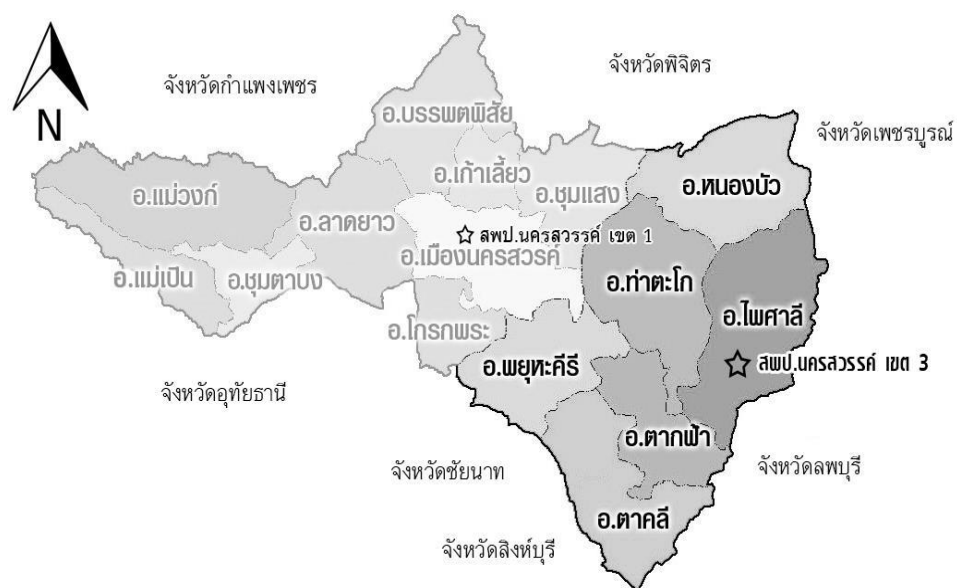 จังหวัดพิจิตร
จังหวัดกำแพงเพชร
อ.บรรพตพิสัย
จังหวัดเพชรบูรณ์
N
อ.เก้าเลี้ยว
อ.แม่วงก์
อ.ชุมแสง
อ.หนองบัว
อ.ลาดยาว
สพป.นครสวรรค์ เขต 1
อ.เมืองนครสวรค์
อ.แม่เปิน
อ.ชุมตาบง
อ.ท่าตะโก
อ.ไพศาลี
อ.โกรกพระ
อ.พยุหะคีรี
สพป.นครสวรรค์ เขต 3
จังหวัดอุทัยธานี
อ.ตากฟ้า
จังหวัดชัยนาท
จังหวัดลพบุรี
อ.ตาคลี
จังหวัดสิงห์บุรี